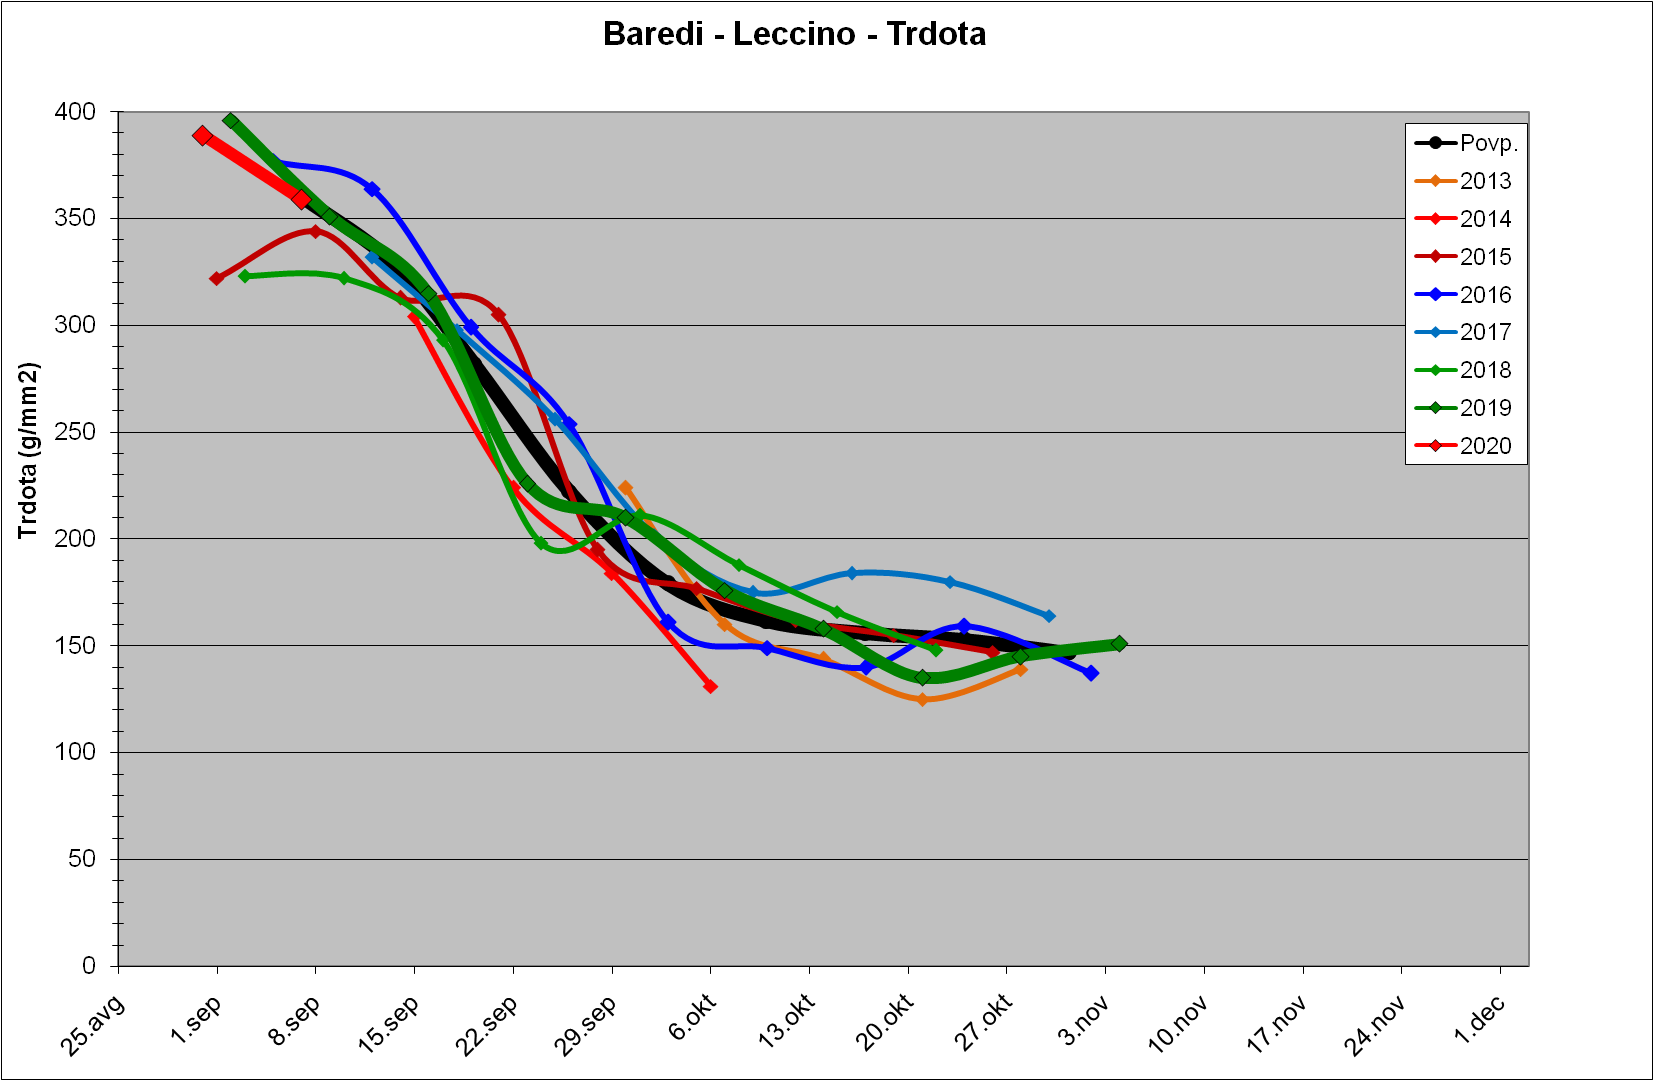 Baredi - Leccino - Trdota
Trdota (g/mm2)
400
350
300
250
200
150
100
50
0
25.avg
1.sep
8.sep
15.sep
22.sep
29.sep
6.okt
13.okt
20.okt
27.okt
3.nov
10.nov
17.nov
24.nov
1.dec
Povp.
2013
2014
2015
2016
2017
2018
2019
2020